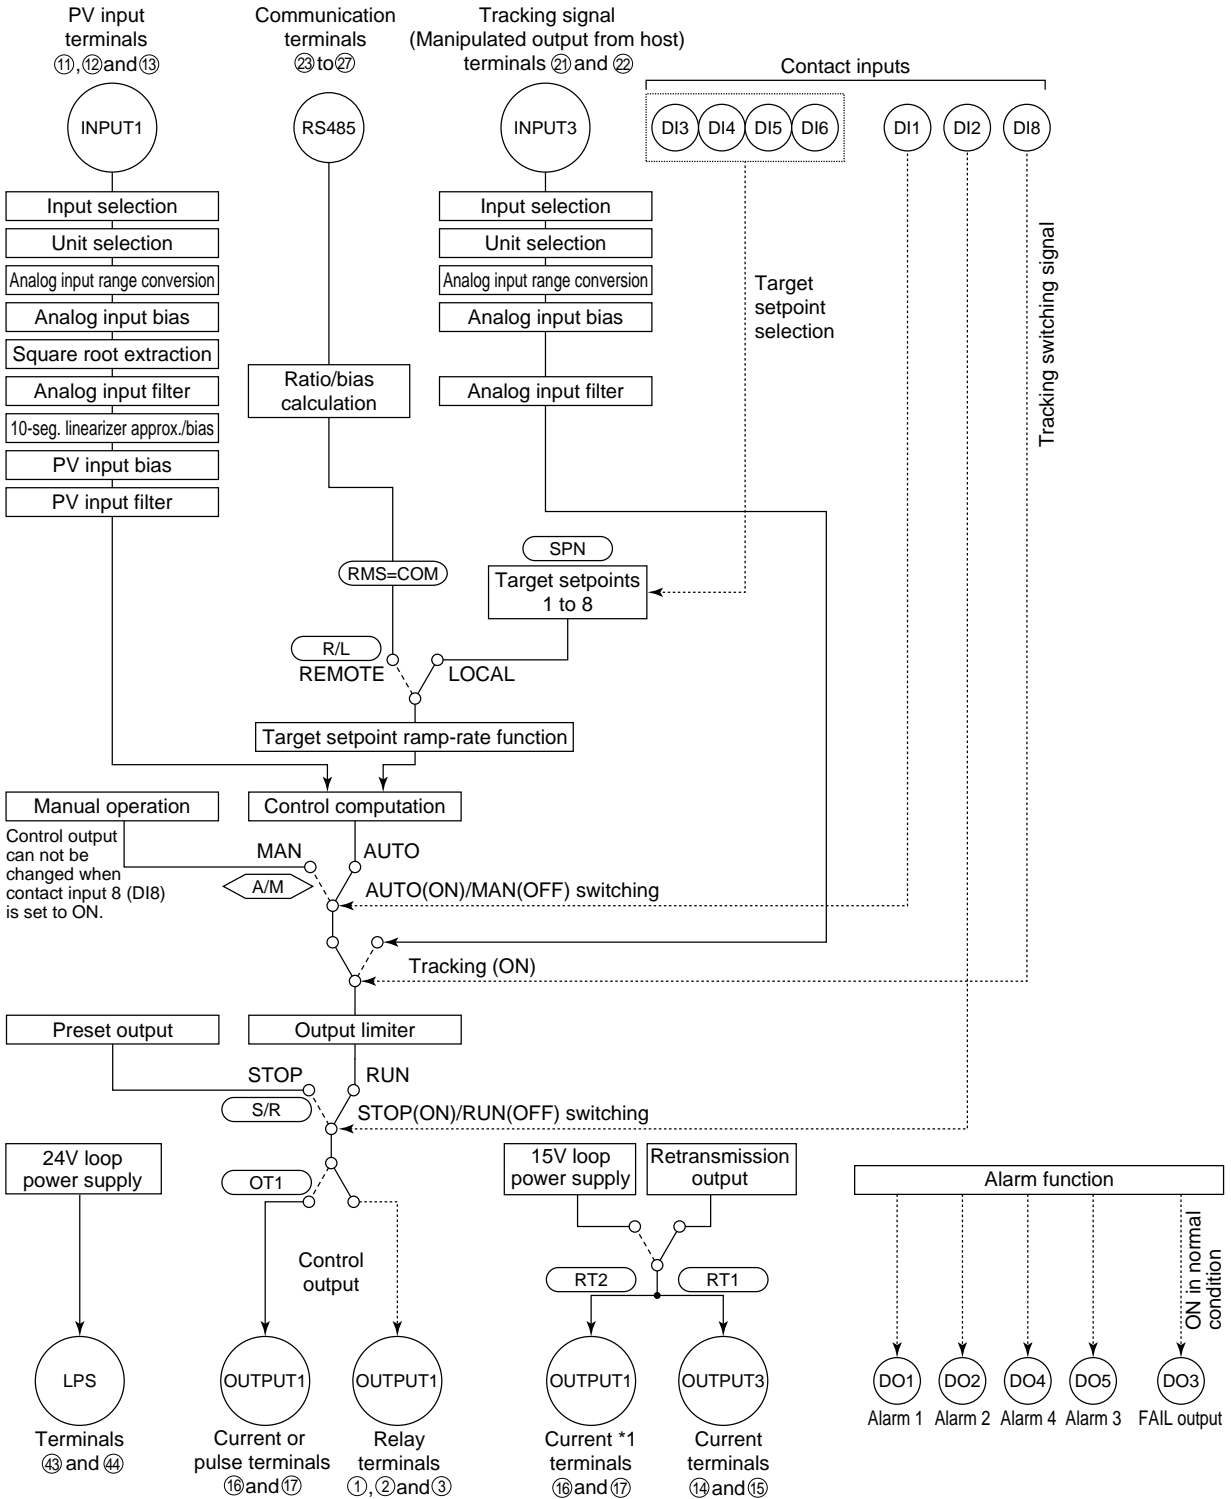 PV input
terminals
⑪,⑫and⑬
Communication
terminals
㉓to㉗
Tracking signal
(Manipulated output from host)
terminals ㉑ and ㉒
Contact inputs
INPUT1
RS485
INPUT3
DI3
DI4
DI5
DI6
DI1
DI2
DI8
Input selection
Unit selection
Analog input range conversion
Analog input bias
Square root extraction
Analog input filter
10-seg. linearizer approx./bias
PV input bias
PV input filter
Ratio/bias
calculation
Input selection
Unit selection
Analog input range conversion
Analog input bias
Analog input filter
Target
setpoint
selection
Tracking switching signal
RMS=COM
SPN
Target setpoints
1 to 8
R/L
REMOTE
LOCAL
Target setpoint ramp-rate function
Manual operation
Control computation
Control output
can not be
changed when
contact input 8 (DI8)
is set to ON.
MAN
AUTO
A/M
AUTO(ON)/MAN(OFF) switching
Tracking (ON)
Preset output
Output limiter
STOP
RUN
S/R
STOP(ON)/RUN(OFF) switching
24V loop
power supply
OT1
15V loop
power supply
Retransmission
output
Alarm function
Control
output
RT2
RT1
ON in normal
condition
LPS
OUTPUT1
OUTPUT1
OUTPUT1
OUTPUT3
DO1
DO2
DO4
DO5
DO3
Alarm 1
Alarm 2
Alarm 4
Alarm 3
FAIL output
Terminals
㊸ and ㊹
Current or
pulse terminals
⑯and⑰
Relay
terminals
①,②and③
Current *1
terminals
⑯and⑰
Current
terminals
⑭and⑮